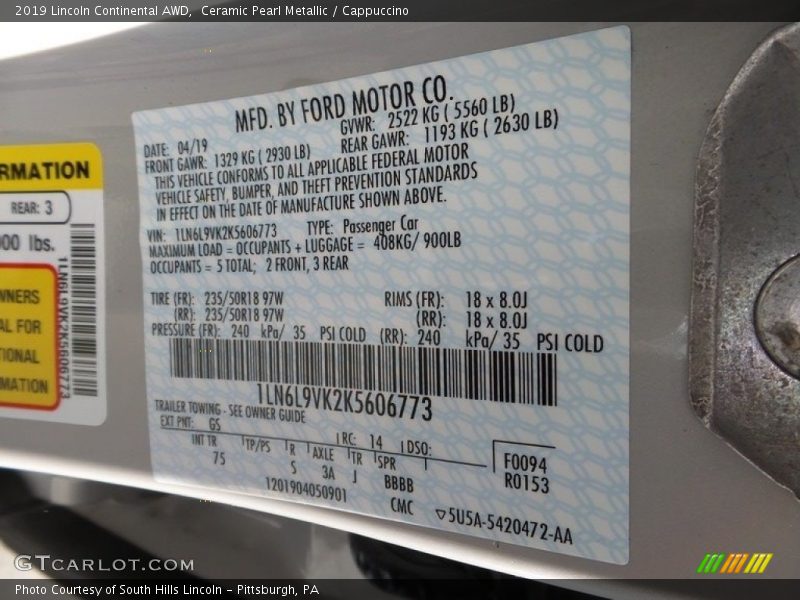 2019 Lincoln Continental AWD, Ceramic Pearl Metallic / Cappuccino
RMATION
REAR: 3
000 lbs.
WNERS
AL FOR
TIONAL
RMATION
1LN6L9VK2K5606773
MFD. BY FORD MOTOR CO.
DATE: 04/19 GVWR: 2522 KG ( 5560 LB)
FRONT GAWR: 1329 KG ( 2930 LB) REAR GAWR: 1193 KG ( 2630 LB)
THIS VEHICLE CONFORMS TO ALL APPLICABLE FEDERAL MOTOR
VEHICLE SAFETY, BUMPER, AND THEFT PREVENTION STANDARDS
IN EFFECT ON THE DATE OF MANUFACTURE SHOWN ABOVE.
VIN: 1LN6L9VK2K5606773 TYPE: Passenger Car
MAXIMUM LOAD = OCCUPANTS + LUGGAGE = 408KG/ 900LB
OCCUPANTS = 5 TOTAL; 2 FRONT, 3 REAR
TIRE (FR): 235/50R18 97W RIMS (FR): 18 x 8.0J
(RR): 235/50R18 97W (RR): 18 x 8.0J
PRESSURE (FR): 240 kPa/ 35 PSI COLD (RR): 240 kPa/ 35 PSI COLD
1LN6L9VK2K5606773
TRAILER TOWING - SEE OWNER GUIDE
EXT PNT: GS RC: 14 DSO:
INT TR TP/PS R AXLE TR SPR
75 S 3A J BBBB
F0094
R0153
1201904050901 CMC ▽5U5A-5420472-AA
GTCARLOT.COM
Photo Courtesy of South Hills Lincoln - Pittsburgh, PA